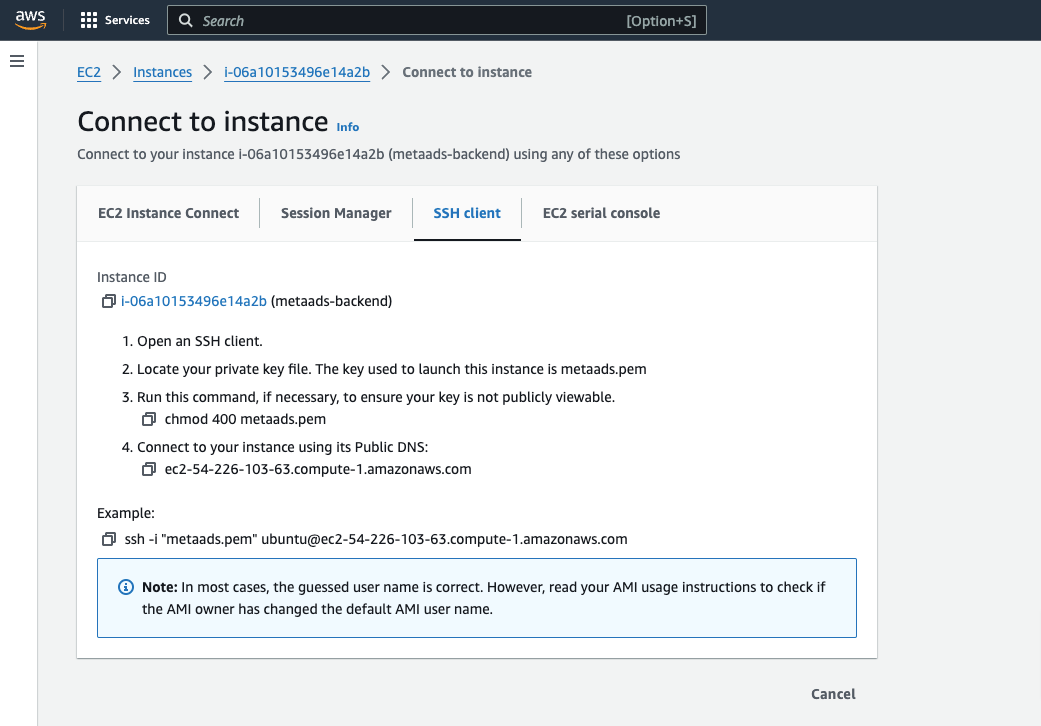 aws
Services
Search
[Option+S]
EC2 > Instances > i-06a10153496e14a2b > Connect to instance
Connect to instance Info
Connect to your instance i-06a10153496e14a2b (metaads-backend) using any of these options
EC2 Instance Connect
Session Manager
SSH client
EC2 serial console
Instance ID
i-06a10153496e14a2b (metaads-backend)
1. Open an SSH client.
2. Locate your private key file. The key used to launch this instance is metaads.pem
3. Run this command, if necessary, to ensure your key is not publicly viewable.
chmod 400 metaads.pem
4. Connect to your instance using its Public DNS:
ec2-54-226-103-63.compute-1.amazonaws.com
Example:
ssh -i "metaads.pem" ubuntu@ec2-54-226-103-63.compute-1.amazonaws.com
Note: In most cases, the guessed user name is correct. However, read your AMI usage instructions to check if
the AMI owner has changed the default AMI user name.
Cancel